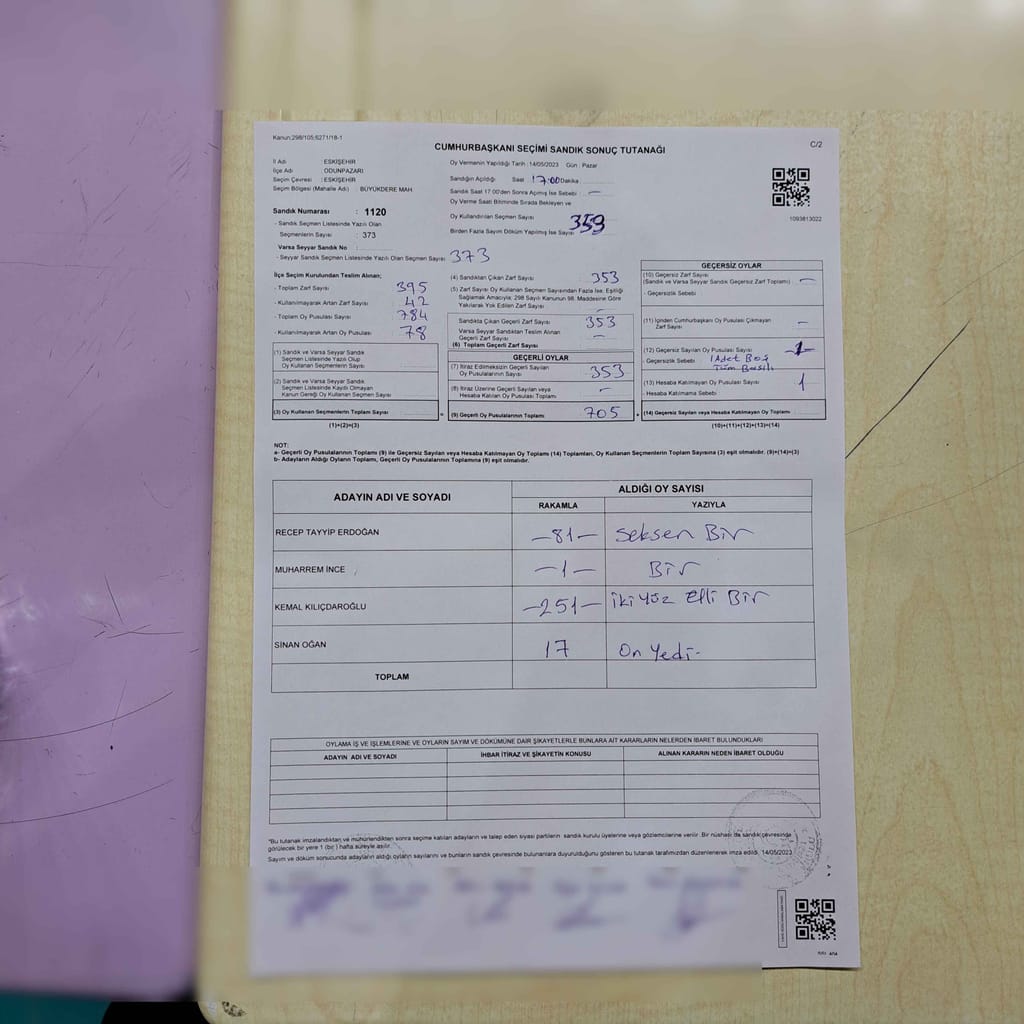 Kanun:298/105;6271/18-1
CUMHURBAŞKANI SEÇİMİ SANDIK SONUÇ TUTANAĞI
C/2
İl Adı : ESKİŞEHİR
İlçe Adı : ODUNPAZARI
Seçim Çevresi : ESKİŞEHİR
Seçim Bölgesi (Mahalle Adı) : BÜYÜKDERE MAH.
Sandık Numarası : 1120
- Sandık Seçmen Listesinde Yazılı Olan
Seçmenlerin Sayısı : 373
Varsa Seyyar Sandık No :
- Seyyar Sandık Seçmen Listesinde Yazılı Olan Seçmen Sayısı 373
Oy Vermenin Yapıldığı Tarih :14/05/2023 Gün : Pazar
Sandığın Açıldığı Saat 17:00 Dakika
Sandık Saat 17.00'den Sonra Açılmış İse Sebebi : —
Oy Verme Saati Bitiminde Sırada Bekleyen ve
Oy Kullandırılan Seçmen Sayısı 359
Birden Fazla Sayım Döküm Yapılmış İse Sayısı
1093813022
İlçe Seçim Kurulundan Teslim Alınan;
- Toplam Zarf Sayısı 395
- Kullanılmayarak Artan Zarf Sayısı 42
- Toplam Oy Pusulası Sayısı 784
- Kullanılmayarak Artan Oy Pusulası 78
(1) Sandık ve Varsa Seyyar Sandık
Seçmen Listesinde Yazılı Olup
Oy Kullanan Seçmenlerin Sayısı
(2) Sandık ve Varsa Seyyar Sandık
Seçmen Listesinde Kayıtlı Olmayan
Kanun Gereği Oy Kullanan Seçmen Sayısı
(3) Oy Kullanan Seçmenlerin Toplam Sayısı =
(1)+(2)=(3)
(4) Sandıktan Çıkan Zarf Sayısı 353
(5) Zarf Sayısı Oy Kullanan Seçmen Sayısından Fazla İse, Eşitliği
Sağlamak Amacıyla; 298 Sayılı Kanunun 98. Maddesine Göre
Yakılarak Yok Edilen Zarf Sayısı —
Sandıkta Çıkan Geçerli Zarf Sayısı 353
Varsa Seyyar Sandıktan Teslim Alınan
Geçerli Zarf Sayısı —
(6) Toplam Geçerli Zarf Sayısı
GEÇERLİ OYLAR
(7) İtiraz Edilmeksizin Geçerli Sayılan
Oy Pusulalarının Sayısı 353
(8) İtiraz Üzerine Geçerli Sayılan veya
Hesaba Katılan Oy Pusulası Toplamı —
(9) Geçerli Oy Pusulalarının Toplamı 705 +
GEÇERSİZ OYLAR
(10) Geçersiz Zarf Sayısı
(Sandık ve Varsa Seyyar Sandık Geçersiz Zarf Toplamı) —
- Geçersizlik Sebebi
(11) İçinden Cumhurbaşkanı Oy Pusulası Çıkmayan
Zarf Sayısı —
(12) Geçersiz Sayılan Oy Pusulası Sayısı -1-
- Geçersizlik Sebebi 1 Adet Boş
Tüm Basılı
(13) Hesaba Katılmayan Oy Pusulası Sayısı 1
- Hesaba Katılmama Sebebi
(14) Geçersiz Sayılan veya Hesaba Katılmayan Oy Toplamı
(10)+(11)+(12)+(13)=(14)
NOT:
a- Geçerli Oy Pusulalarının Toplamı (9) ile Geçersiz Sayılan veya Hesaba Katılmayan Oy Toplamı (14) Toplamları, Oy Kullanan Seçmenlerin Toplam Sayısına (3) eşit olmalıdır. (9)+(14)=(3)
b- Adayların Aldığı Oyların Toplamı, Geçerli Oy Pusulalarının Toplamına (9) eşit olmalıdır.
ADAYIN ADI VE SOYADI
ALDIĞI OY SAYISI
RAKAMLA YAZIYLA
RECEP TAYYİP ERDOĞAN -81- Seksen Bir
MUHARREM İNCE -1- Bir
KEMAL KILIÇDAROĞLU -251- İkiYüz Elli Bir
SİNAN OĞAN 17 On Yedi-
TOPLAM
OYLAMA İŞ VE İŞLEMLERİNE VE OYLARIN SAYIM VE DÖKÜMÜNE DAİR ŞİKAYETLERLE BUNLARA AİT KARARLARIN NELERDEN İBARET BULUNDUKLARI
ADAYIN ADI VE SOYADI İHBAR İTİRAZ VE ŞİKAYETİN KONUSU ALINAN KARARIN NEDEN İBARET OLDUĞU
*Bu tutanak imzalandıktan ve mühürlendikten sonra seçime katılan adayların ve talep eden siyasi partilerin sandık kurulu üyelerine veya gözlemcilerine verilir. Bir nüshası da sandık çevresinde
görülecek bir yere 1 (bir) hafta süreyle asılır.
Sayım ve döküm sonucunda adayların aldığı oyların sayılarını ve bunların sandık çevresinde bulunanlara duyurulduğunu gösteren bu tutanak tarafımızdan düzenlenerek imza edildi. 14/05/2023